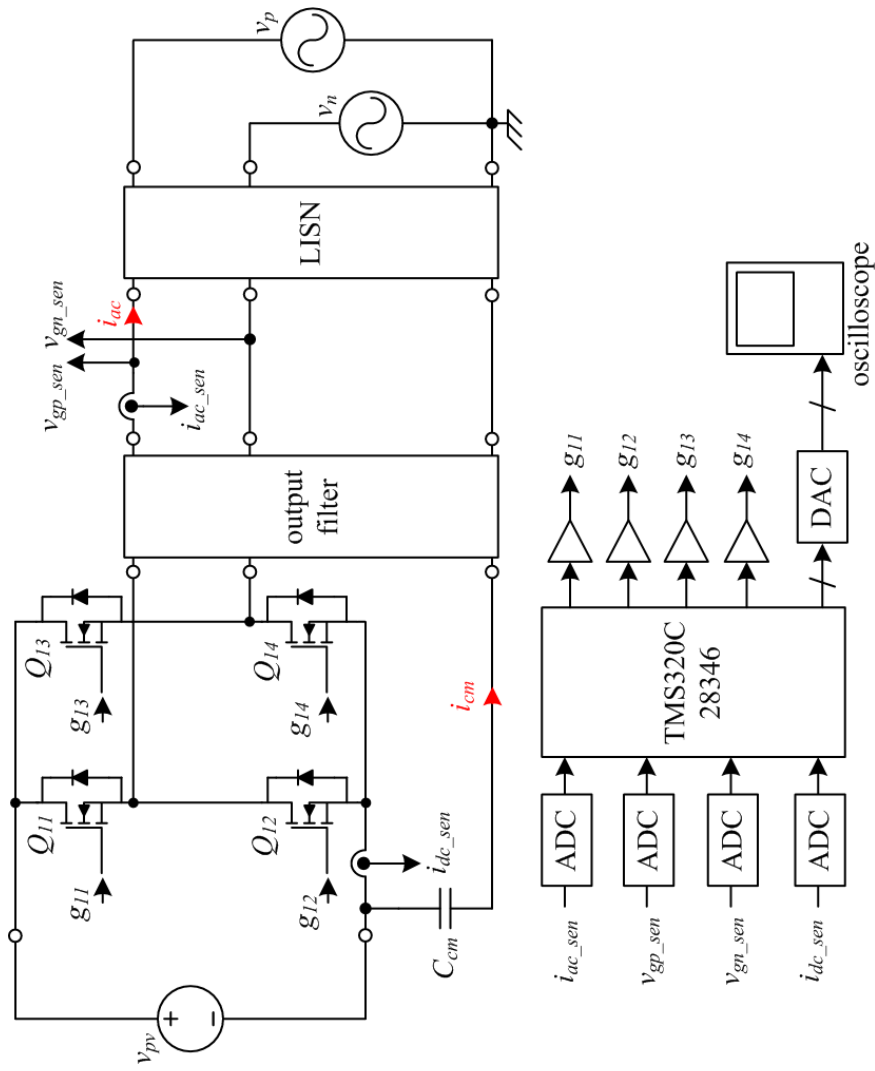 v_pv
+
−
g_11
Q_11
g_13
Q_13
g_12
Q_12
g_14
Q_14
i_dc_sen
C_cm
i_cm
output
filter
i_ac_sen
v_gp_sen
v_gn_sen
i_ac
LISN
v_n
v_p
i_ac_sen
v_gp_sen
v_gn_sen
i_dc_sen
ADC
ADC
ADC
ADC
TMS320C
28346
g_11
g_12
g_13
g_14
DAC
oscilloscope